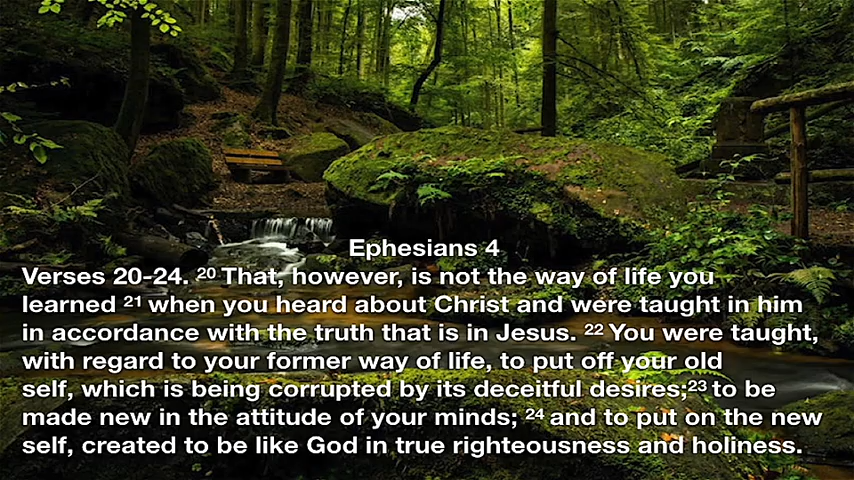 Ephesians 4
Verses 20-24. 20 That, however, is not the way of life you
learned 21 when you heard about Christ and were taught in him
in accordance with the truth that is in Jesus. 22 You were taught,
with regard to your former way of life, to put off your old
self, which is being corrupted by its deceitful desires;23 to be
made new in the attitude of your minds; 24 and to put on the new
self, created to be like God in true righteousness and holiness.